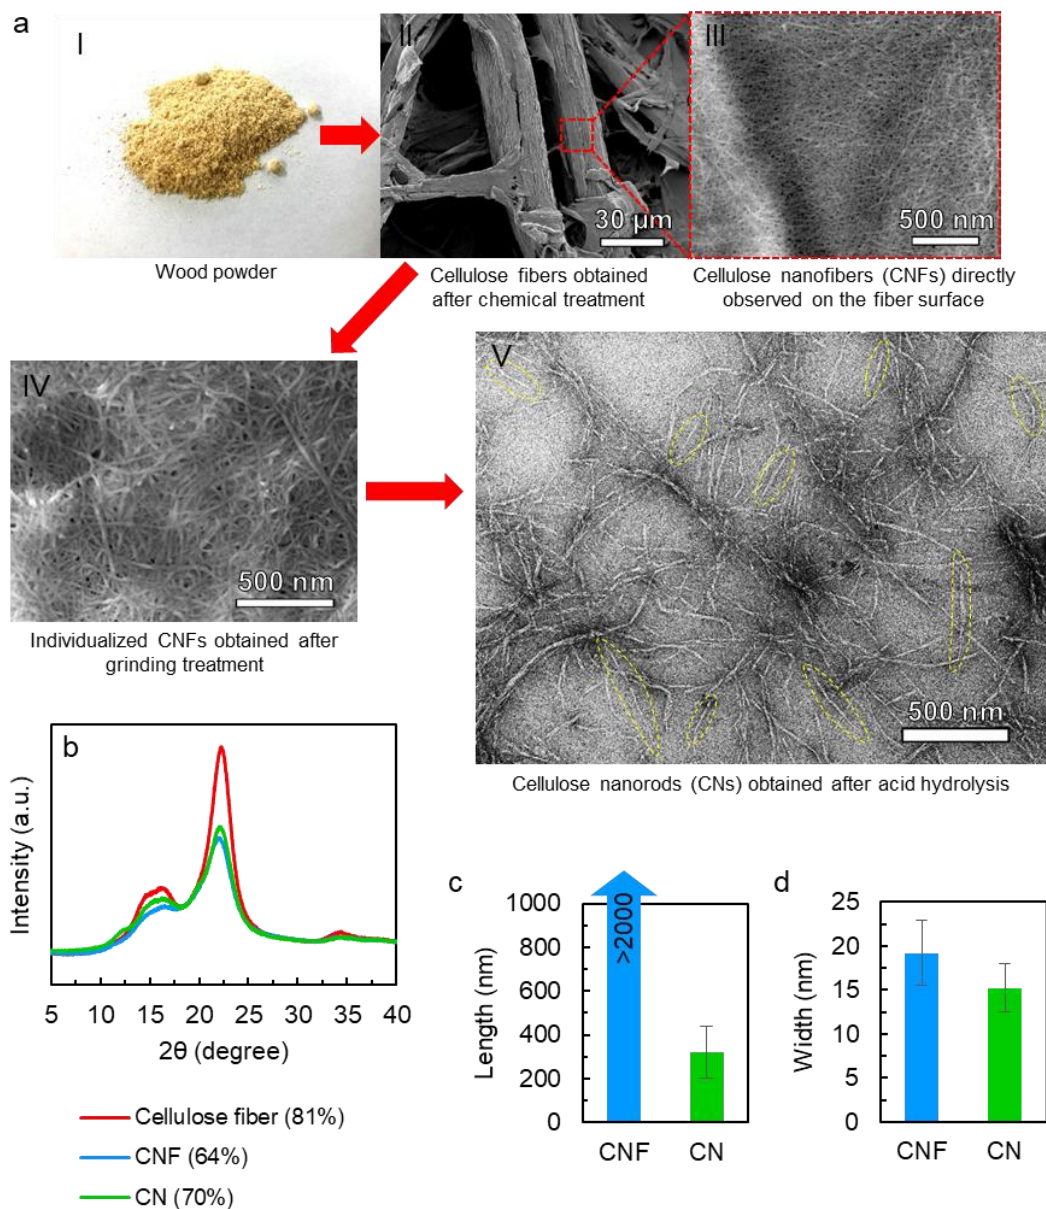 a
I
II
III
30 µm
500 nm
Wood powder
Cellulose fibers obtained
after chemical treatment
Cellulose nanofibers (CNFs) directly
observed on the fiber surface
IV
500 nm
Individualized CNFs obtained after
grinding treatment
V
500 nm
Cellulose nanorods (CNs) obtained after acid hydrolysis
b
Intensity (a.u.)
5 10 15 20 25 30 35 40
2θ (degree)
Cellulose fiber (81%)
CNF (64%)
CN (70%)
c
Length (nm)
1000
800
600
400
200
0
>2000
CNF CN
d
Width (nm)
25
20
15
10
5
0
CNF CN